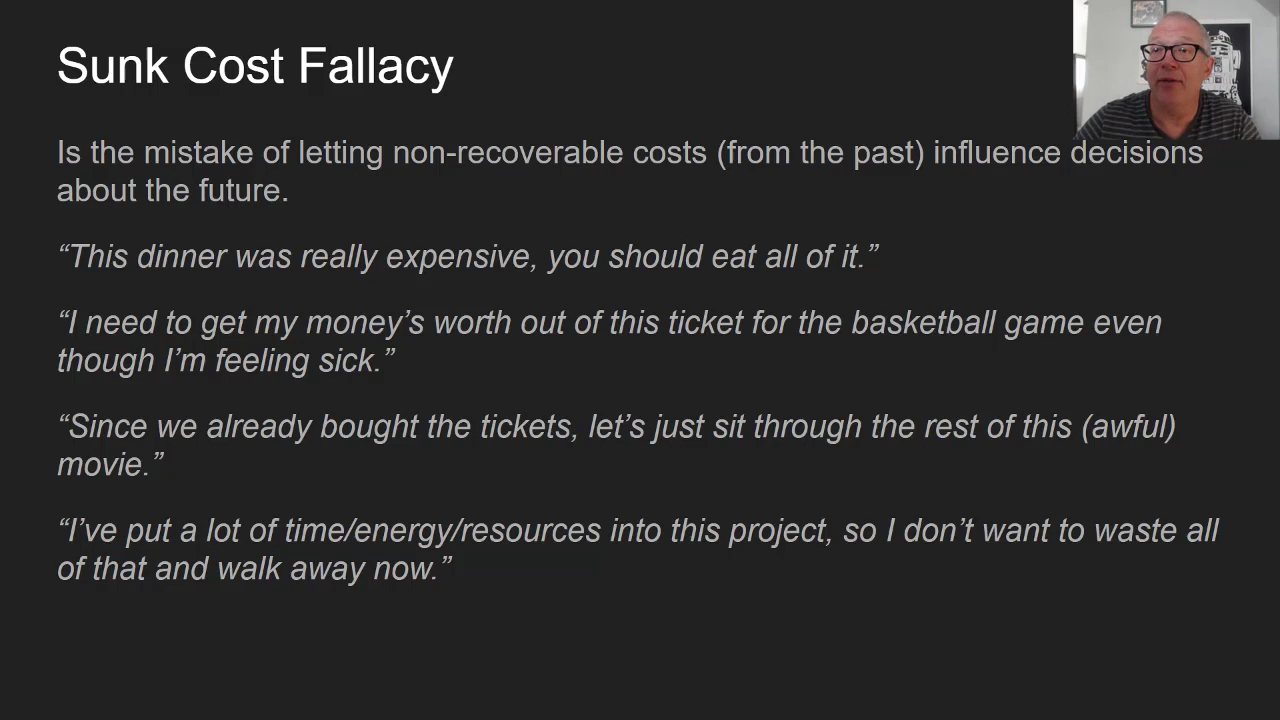 Sunk Cost Fallacy
Is the mistake of letting non-recoverable costs (from the past) influence decisions
about the future.
“This dinner was really expensive, you should eat all of it.”
“I need to get my money’s worth out of this ticket for the basketball game even
though I’m feeling sick.”
“Since we already bought the tickets, let’s just sit through the rest of this (awful)
movie.”
“I’ve put a lot of time/energy/resources into this project, so I don’t want to waste all
of that and walk away now.”